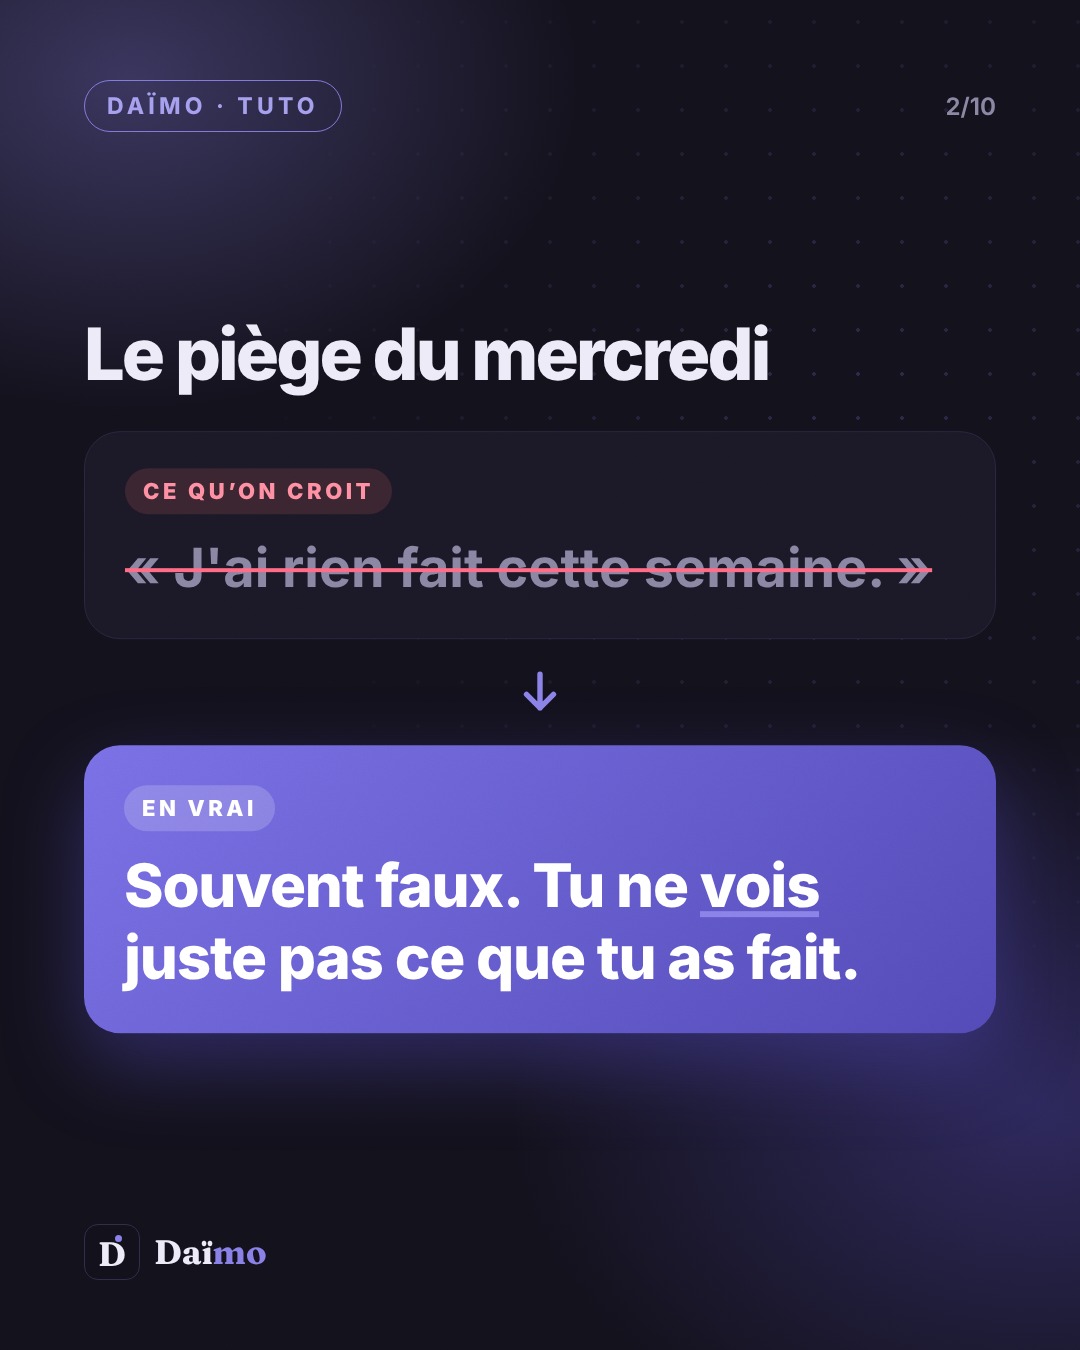 DAÏMO · TUTO
2/10
Le piège du mercredi
CE QU’ON CROIT
« J'ai rien fait cette semaine. »
EN VRAI
Souvent faux. Tu ne vois
juste pas ce que tu as fait.
D
Daïmo